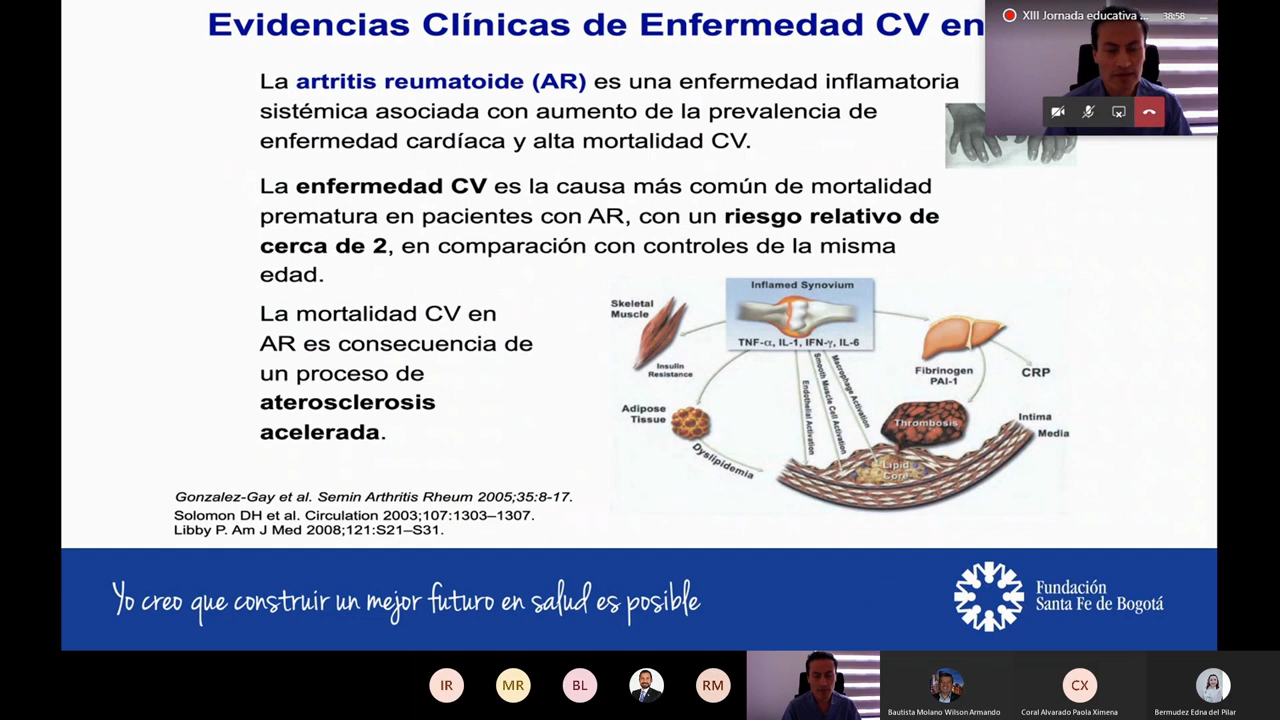 Evidencias Clínicas de Enfermedad CV en
XIII Jornada educativa ...
38:58
La artritis reumatoide (AR) es una enfermedad inflamatoria
sistémica asociada con aumento de la prevalencia de
enfermedad cardíaca y alta mortalidad CV.
La enfermedad CV es la causa más común de mortalidad
prematura en pacientes con AR, con un riesgo relativo de
cerca de 2, en comparación con controles de la misma
edad.
La mortalidad CV en
AR es consecuencia de
un proceso de
aterosclerosis
acelerada.
Inflamed Synovium
TNF-α, IL-1, IFN-γ, IL-6
Skeletal
Muscle
Insulin
Resistance
Adipose
Tissue
Dyslipidemia
Endothelial Activation
Smooth Muscle Cell Activation
Macrophage Activation
Fibrinogen
PAI-1
CRP
Thrombosis
Intima
Media
Lipid
Core
Gonzalez-Gay et al. Semin Arthritis Rheum 2005;35:8-17.
Solomon DH et al. Circulation 2003;107:1303–1307.
Libby P. Am J Med 2008;121:S21–S31.
Yo creo que construir un mejor futuro en salud es posible
Fundación
Santa Fe de Bogotá
IR
MR
BL
RM
CX
Bautista Molano Wilson Armando
Coral Alvarado Paola Ximena
Bermudez Edna del Pilar